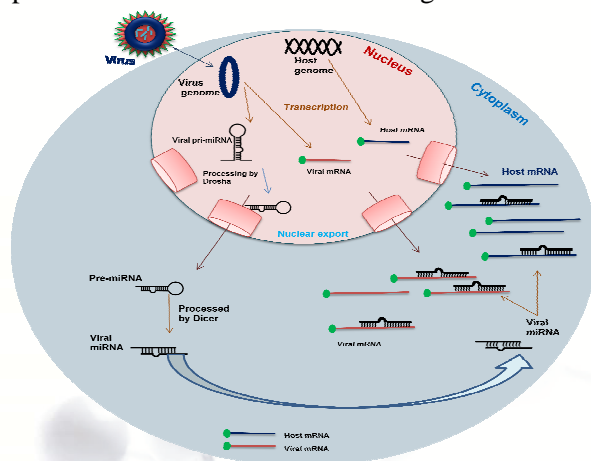 Virus
Host
genome
Nucleus
Virus
genome
Cytoplasm
Transcription
Host mRNA
Viral pri-miRNA
Viral mRNA
Processing by
Drosha
Host mRNA
Nuclear export
Pre-miRNA
Processed
by Dicer
Viral
miRNA
Viral mRNA
Viral
miRNA
Host mRNA
Viral mRNA